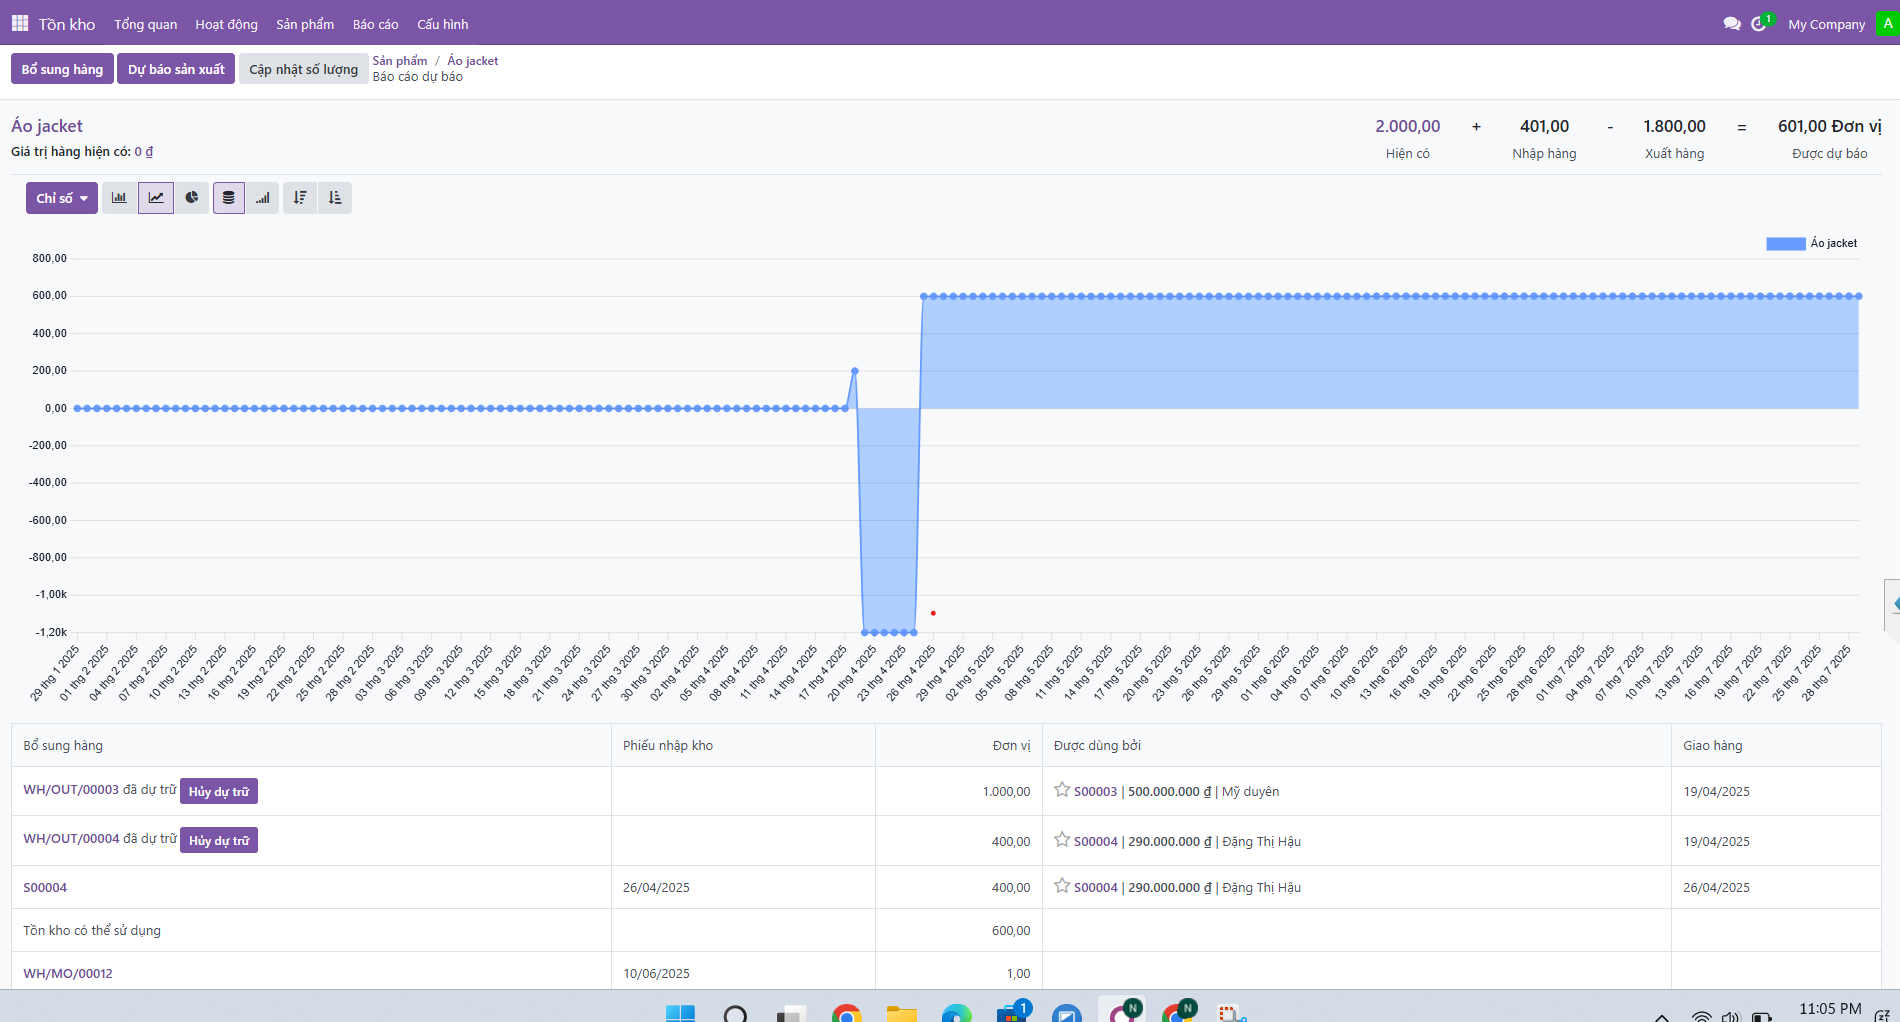 Tồn kho Tổng quan Hoạt động Sản phẩm Báo cáo Cấu hình 1 My Company A
Bổ sung hàng Dự báo sản xuất Cập nhật số lượng Sản phẩm / Áo jacket
Báo cáo dự báo
Áo jacket
Giá trị hàng hiện có: 0 ₫
2.000,00 + 401,00 - 1.800,00 = 601,00 Đơn vị
Hiện có Nhập hàng Xuất hàng Được dự báo
Chỉ số
Áo jacket
800,00
600,00
400,00
200,00
0,00
-200,00
-400,00
-600,00
-800,00
-1,00k
-1,20k
29 thg 1 2025
01 thg 2 2025
04 thg 2 2025
07 thg 2 2025
10 thg 2 2025
13 thg 2 2025
16 thg 2 2025
19 thg 2 2025
22 thg 2 2025
25 thg 2 2025
28 thg 2 2025
03 thg 3 2025
06 thg 3 2025
09 thg 3 2025
12 thg 3 2025
15 thg 3 2025
18 thg 3 2025
21 thg 3 2025
24 thg 3 2025
27 thg 3 2025
30 thg 3 2025
02 thg 4 2025
05 thg 4 2025
08 thg 4 2025
11 thg 4 2025
14 thg 4 2025
17 thg 4 2025
20 thg 4 2025
23 thg 4 2025
26 thg 4 2025
29 thg 4 2025
02 thg 5 2025
05 thg 5 2025
08 thg 5 2025
11 thg 5 2025
14 thg 5 2025
17 thg 5 2025
20 thg 5 2025
23 thg 5 2025
26 thg 5 2025
29 thg 5 2025
01 thg 6 2025
04 thg 6 2025
07 thg 6 2025
10 thg 6 2025
13 thg 6 2025
16 thg 6 2025
19 thg 6 2025
22 thg 6 2025
25 thg 6 2025
28 thg 6 2025
01 thg 7 2025
04 thg 7 2025
07 thg 7 2025
10 thg 7 2025
13 thg 7 2025
16 thg 7 2025
19 thg 7 2025
22 thg 7 2025
25 thg 7 2025
28 thg 7 2025
Bổ sung hàng Phiếu nhập kho Đơn vị Được dùng bởi Giao hàng
WH/OUT/00003 đã dự trữ Hủy dự trữ 1.000,00 S00003 | 500.000.000 ₫ | Mỹ duyên 19/04/2025
WH/OUT/00004 đã dự trữ Hủy dự trữ 400,00 S00004 | 290.000.000 ₫ | Đặng Thị Hậu 19/04/2025
S00004 26/04/2025 400,00 S00004 | 290.000.000 ₫ | Đặng Thị Hậu 26/04/2025
Tồn kho có thể sử dụng 600,00
WH/MO/00012 10/06/2025 1,00
1 N N 11:05 PM